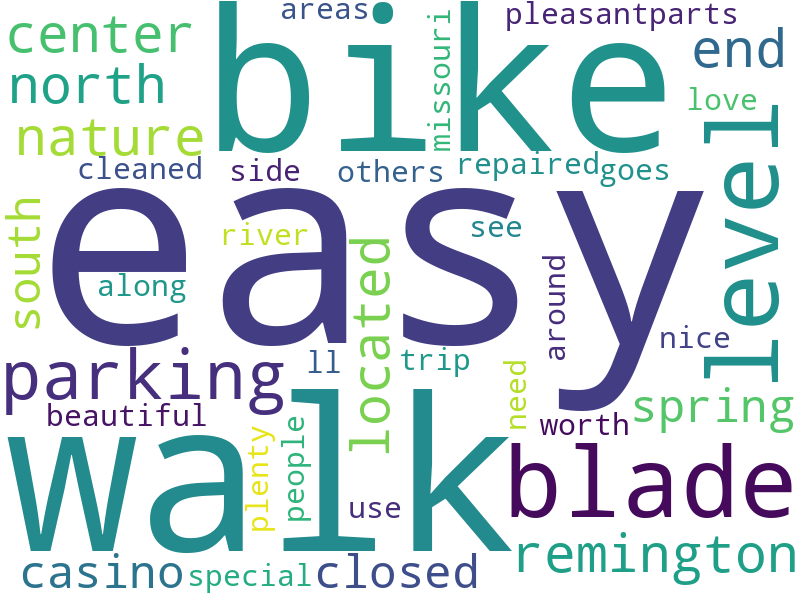 areas
pleasantparts
center
bike
missouri
end
north
love
nature
level
cleaned
side
others
repaired
goes
easy
south
river
see
along
located
around
nice
parking
ll
trip
need
beautiful
spring
worth
walk
plenty
people
blade
use
remington
casino
special
closed